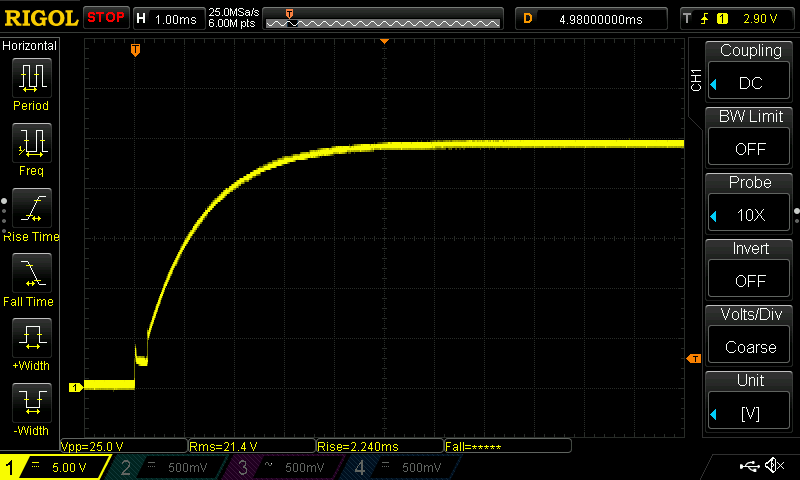 RIGOL STOP H 1.00ms 25.0MSa/s 6.00M pts T D 4.98000000ms T 1 2.90 V
Horizontal
Period
Freq
Rise Time
Fall Time
+Width
-Width
T
1
T
CH1
Coupling
DC
BW Limit
OFF
Probe
10X
Invert
OFF
Volts/Div
Coarse
Unit
[V]
Vpp=25.0 V Rms=21.4 V Rise=2.240ms Fall=*****
1 5.00 V 2 500mV 3 500mV 4 500mV